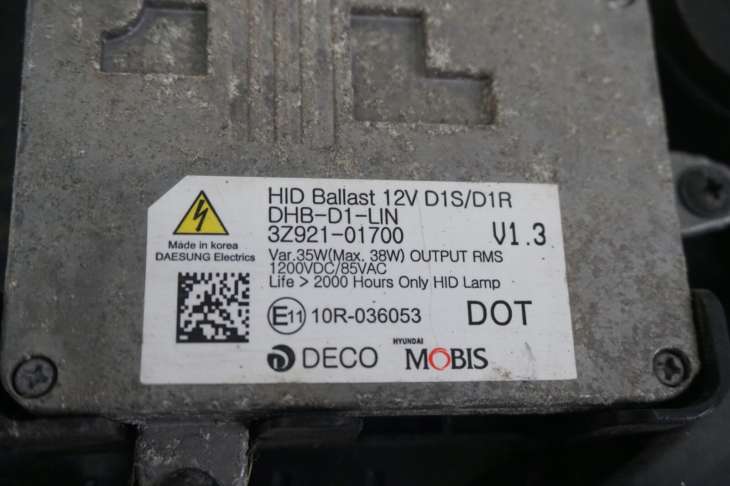 HID Ballast 12V D1S/D1R
DHB-D1-LIN
3Z921-01700 V1.3
Made in korea
DAESUNG Electrics
Var.35W(Max. 38W) OUTPUT RMS
1200VDC/85VAC
Life > 2000 Hours Only HID Lamp
E11 10R-036053 DOT
DECO HYUNDAI MOBIS